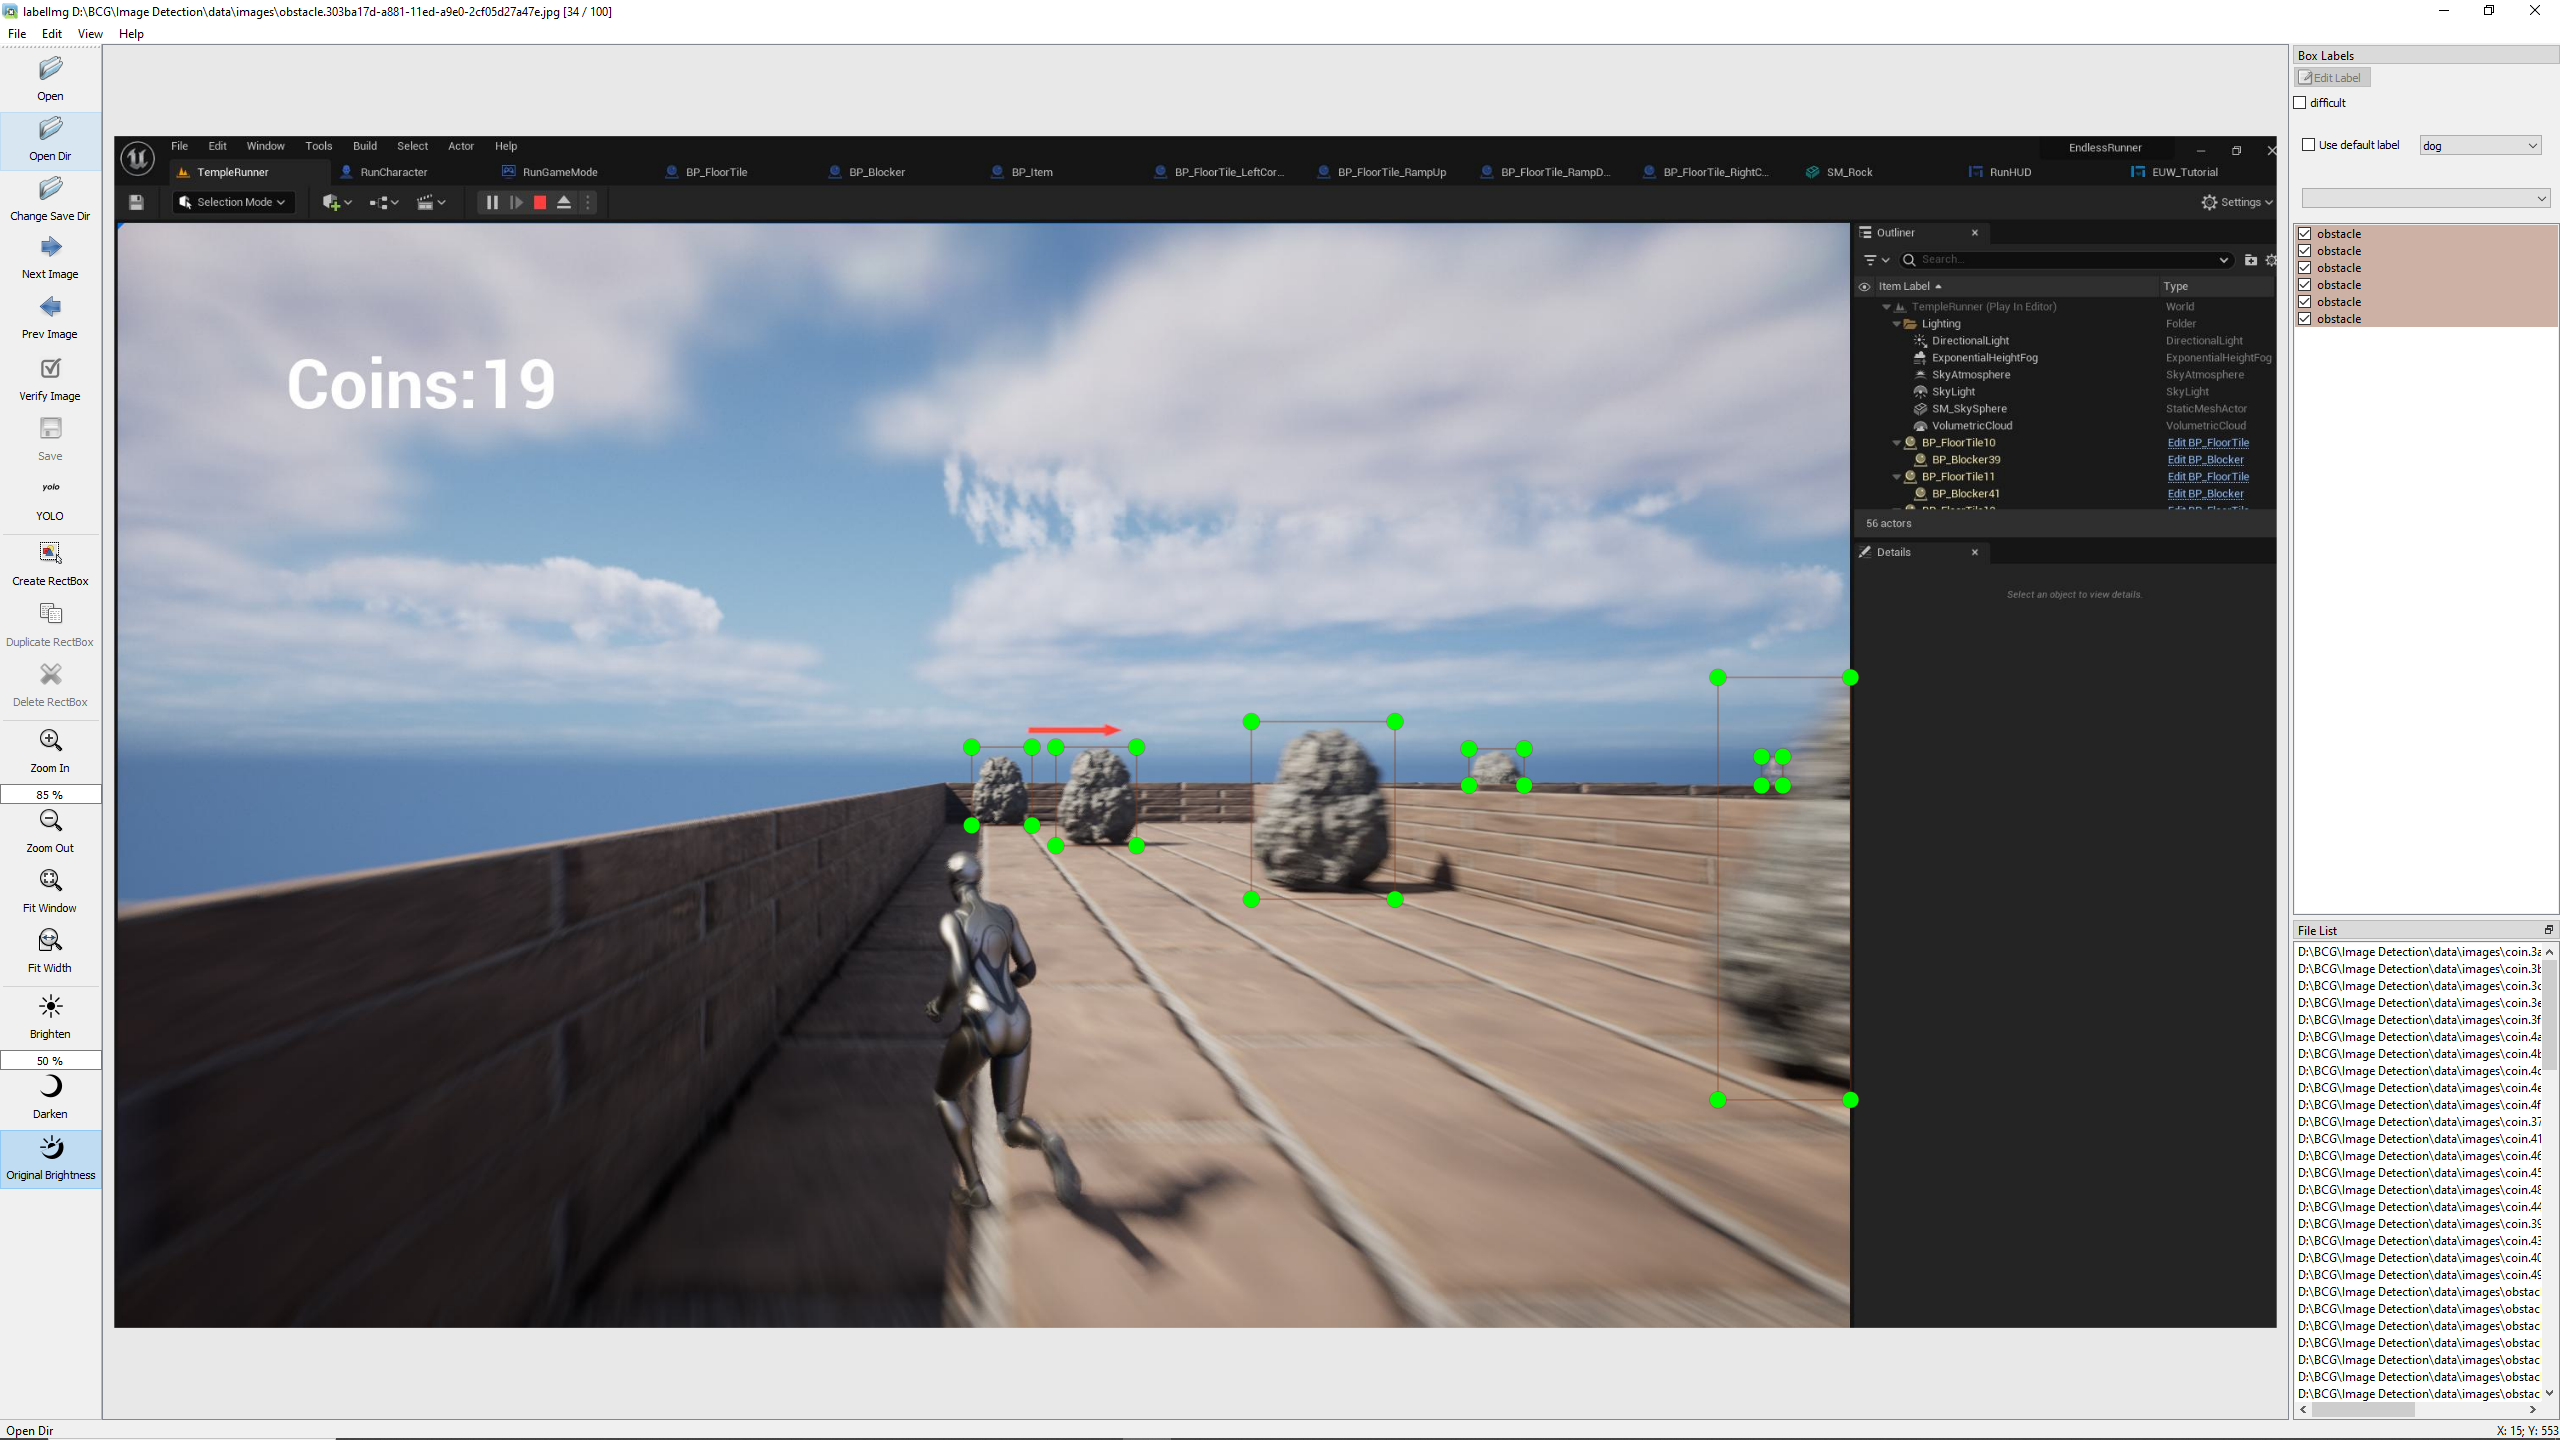 labelImg D:\BCG\Image Detection\data\images\obstacle.303ba17d-a881-11ed-a9e0-2cf05d27a47e.jpg [34 / 100]
File Edit View Help
Open
Open Dir
Change Save Dir
Next Image
Prev Image
Verify Image
Save
yolo
YOLO
Create RectBox
Duplicate RectBox
Delete RectBox
Zoom In
85 %
Zoom Out
Fit Window
Fit Width
Brighten
50 %
Darken
Original Brightness
File Edit Window Tools Build Select Actor Help
EndlessRunner
TempleRunner RunCharacter RunGameMode BP_FloorTile BP_Blocker BP_Item BP_FloorTile_LeftCor... BP_FloorTile_RampUp BP_FloorTile_RampD... BP_FloorTile_RightC... SM_Rock RunHUD EUW_Tutorial
Selection Mode
Settings
Coins:19
Outliner
Search...
Item Label Type
TempleRunner (Play In Editor) World
Lighting Folder
DirectionalLight DirectionalLight
ExponentialHeightFog ExponentialHeightFog
SkyAtmosphere SkyAtmosphere
SkyLight SkyLight
SM_SkySphere StaticMeshActor
VolumetricCloud VolumetricCloud
BP_FloorTile10 Edit BP_FloorTile
BP_Blocker39 Edit BP_Blocker
BP_FloorTile11 Edit BP_FloorTile
BP_Blocker41 Edit BP_Blocker
56 actors
Details
Select an object to view details.
Box Labels
Edit Label
difficult
Use default label dog
obstacle
obstacle
obstacle
obstacle
obstacle
obstacle
File List
D:\BCG\Image Detection\data\images\coin.3a
D:\BCG\Image Detection\data\images\coin.3b
D:\BCG\Image Detection\data\images\coin.3c
D:\BCG\Image Detection\data\images\coin.3e
D:\BCG\Image Detection\data\images\coin.3f
D:\BCG\Image Detection\data\images\coin.4a
D:\BCG\Image Detection\data\images\coin.4b
D:\BCG\Image Detection\data\images\coin.4c
D:\BCG\Image Detection\data\images\coin.4e
D:\BCG\Image Detection\data\images\coin.4f
D:\BCG\Image Detection\data\images\coin.37
D:\BCG\Image Detection\data\images\coin.41
D:\BCG\Image Detection\data\images\coin.46
D:\BCG\Image Detection\data\images\coin.45
D:\BCG\Image Detection\data\images\coin.48
D:\BCG\Image Detection\data\images\coin.44
D:\BCG\Image Detection\data\images\coin.39
D:\BCG\Image Detection\data\images\coin.43
D:\BCG\Image Detection\data\images\coin.40
D:\BCG\Image Detection\data\images\coin.49
D:\BCG\Image Detection\data\images\obstac
D:\BCG\Image Detection\data\images\obstac
D:\BCG\Image Detection\data\images\obstac
D:\BCG\Image Detection\data\images\obstac
D:\BCG\Image Detection\data\images\obstac
D:\BCG\Image Detection\data\images\obstac
D:\BCG\Image Detection\data\images\obstac
Open Dir
X: 15; Y: 553